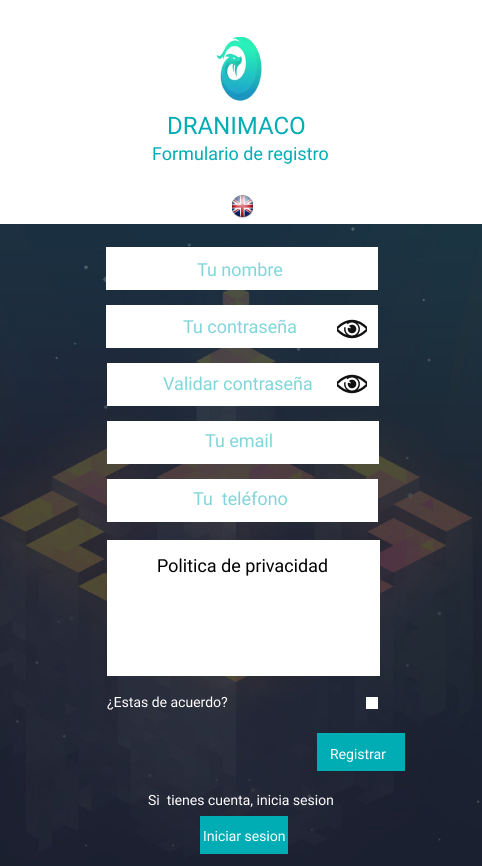 DRANIMACO
Formulario de registro
Tu nombre
Tu contraseña
Validar contraseña
Tu email
Tu teléfono
Politica de privacidad
¿Estas de acuerdo?
Registrar
Si tienes cuenta, inicia sesion
Iniciar sesion